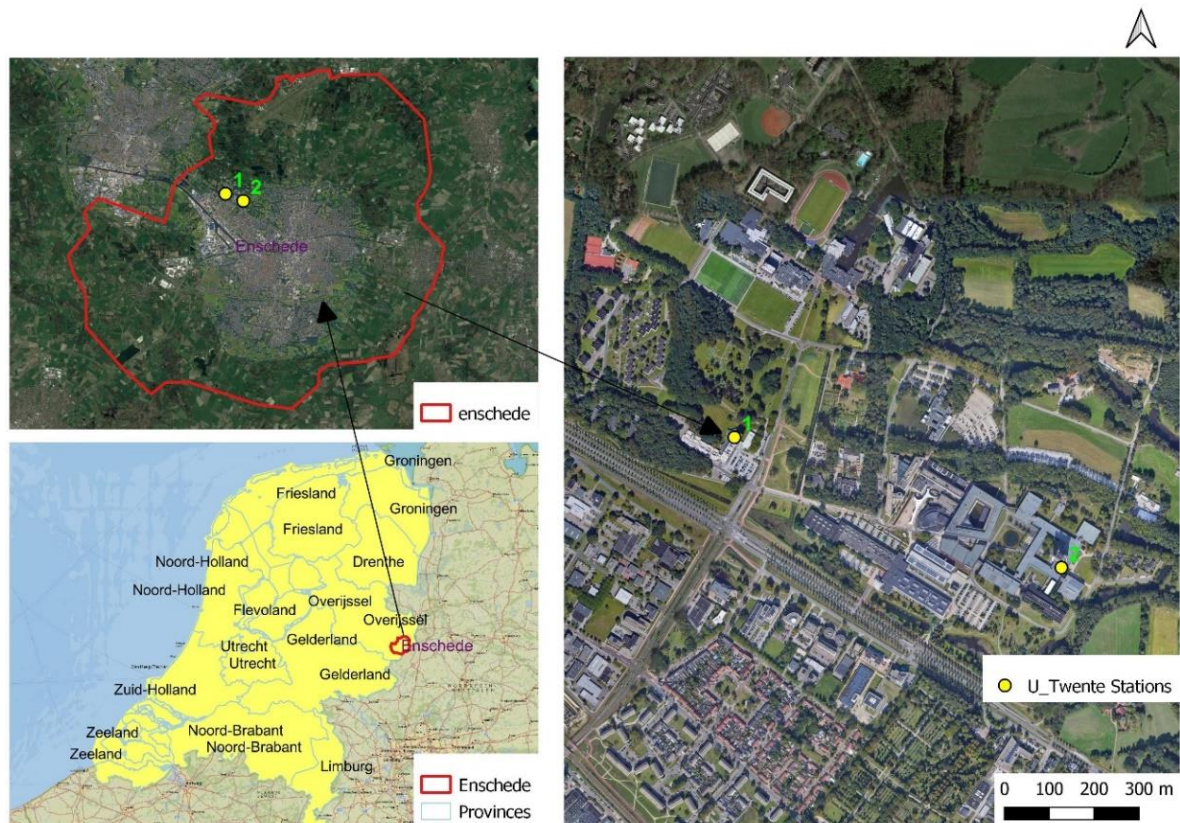 1
2
Enschede
enschede
Groningen
Friesland
Groningen
Friesland
Noord-Holland
Drenthe
Noord-Holland
Overijssel
Flevoland
Overijssel
Utrecht
Gelderland
Enschede
Utrecht
Gelderland
Zuid-Holland
Zeeland
Noord-Brabant
Zeeland
Noord-Brabant
Limburg
Enschede
Provinces
1
2
U_Twente Stations
0 100 200 300 m